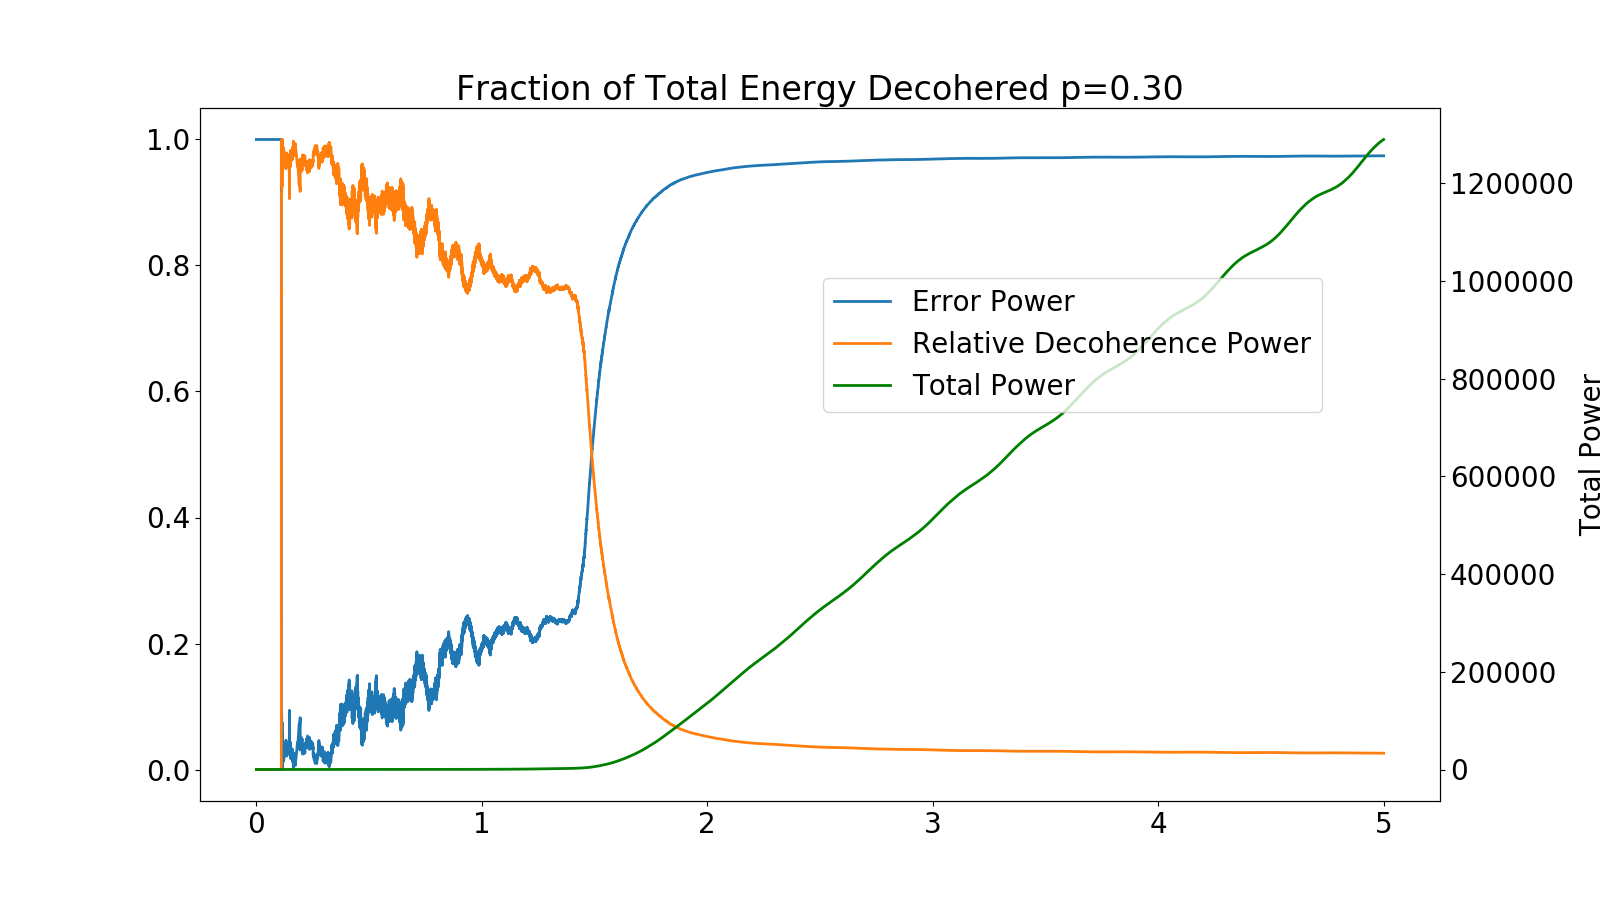 Fraction of Total Energy Decohered p=0.30
1.0
0.8
0.6
0.4
0.2
0.0
Error Power
Relative Decoherence Power
Total Power
1200000
1000000
800000
600000
400000
200000
0
Total Power
0 1 2 3 4 5